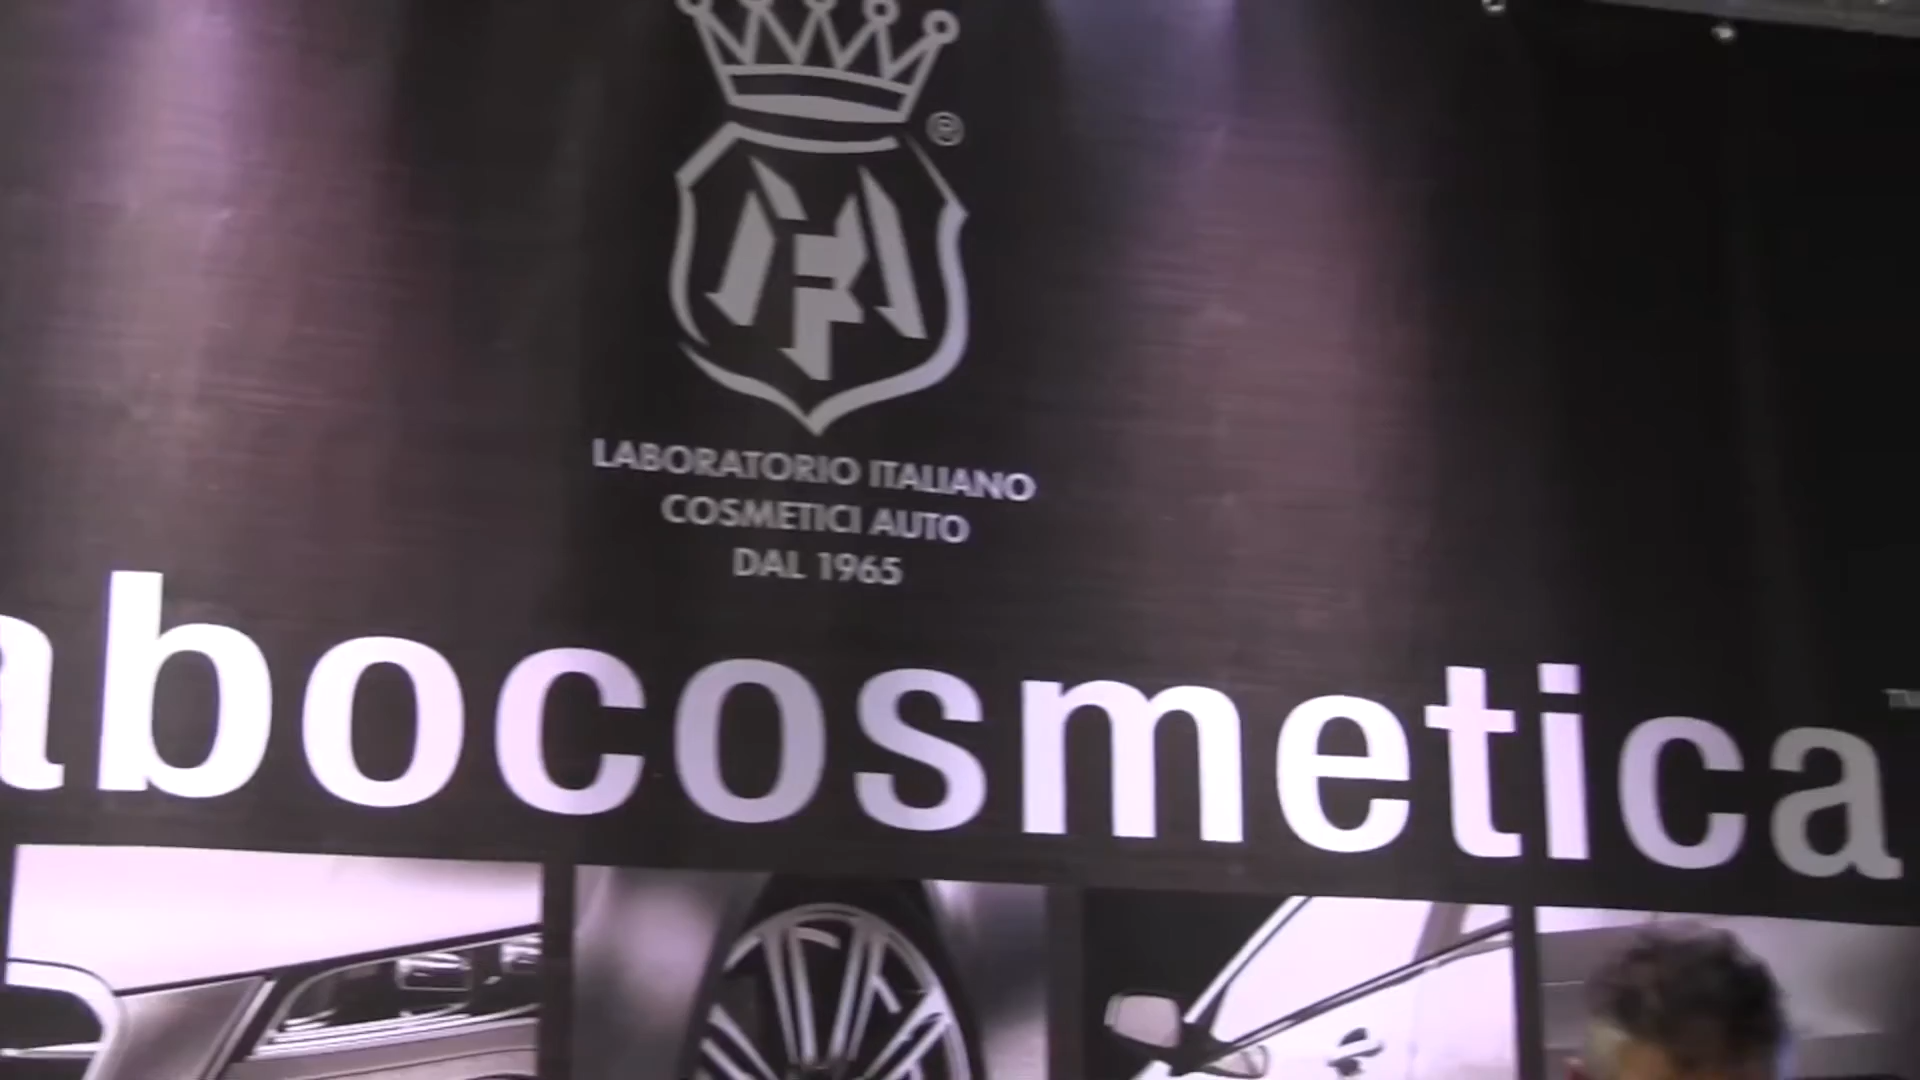 ®
LABORATORIO ITALIANO
COSMETICI AUTO
DAL 1965
abocosmetica